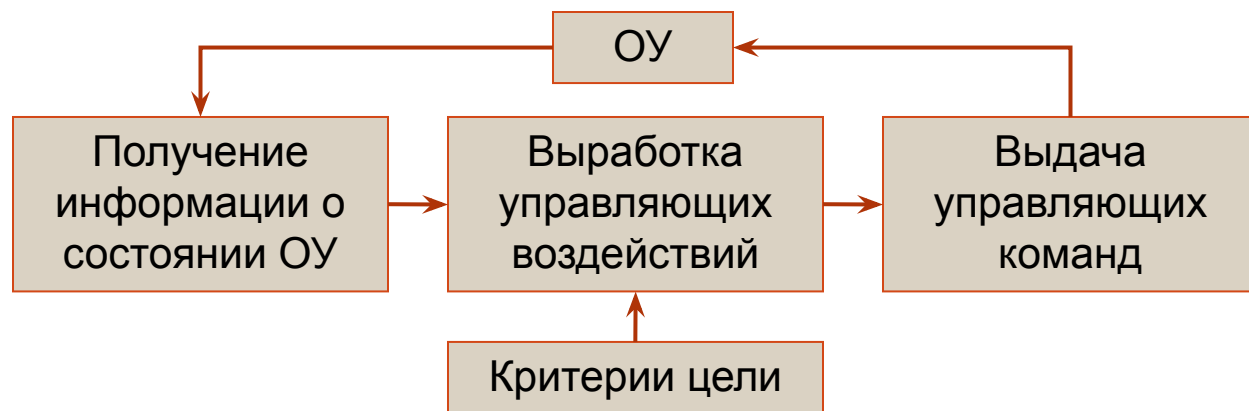 ОУ
Получение
информации о
состоянии ОУ
Выработка
управляющих
воздействий
Выдача
управляющих
команд
Критерии цели